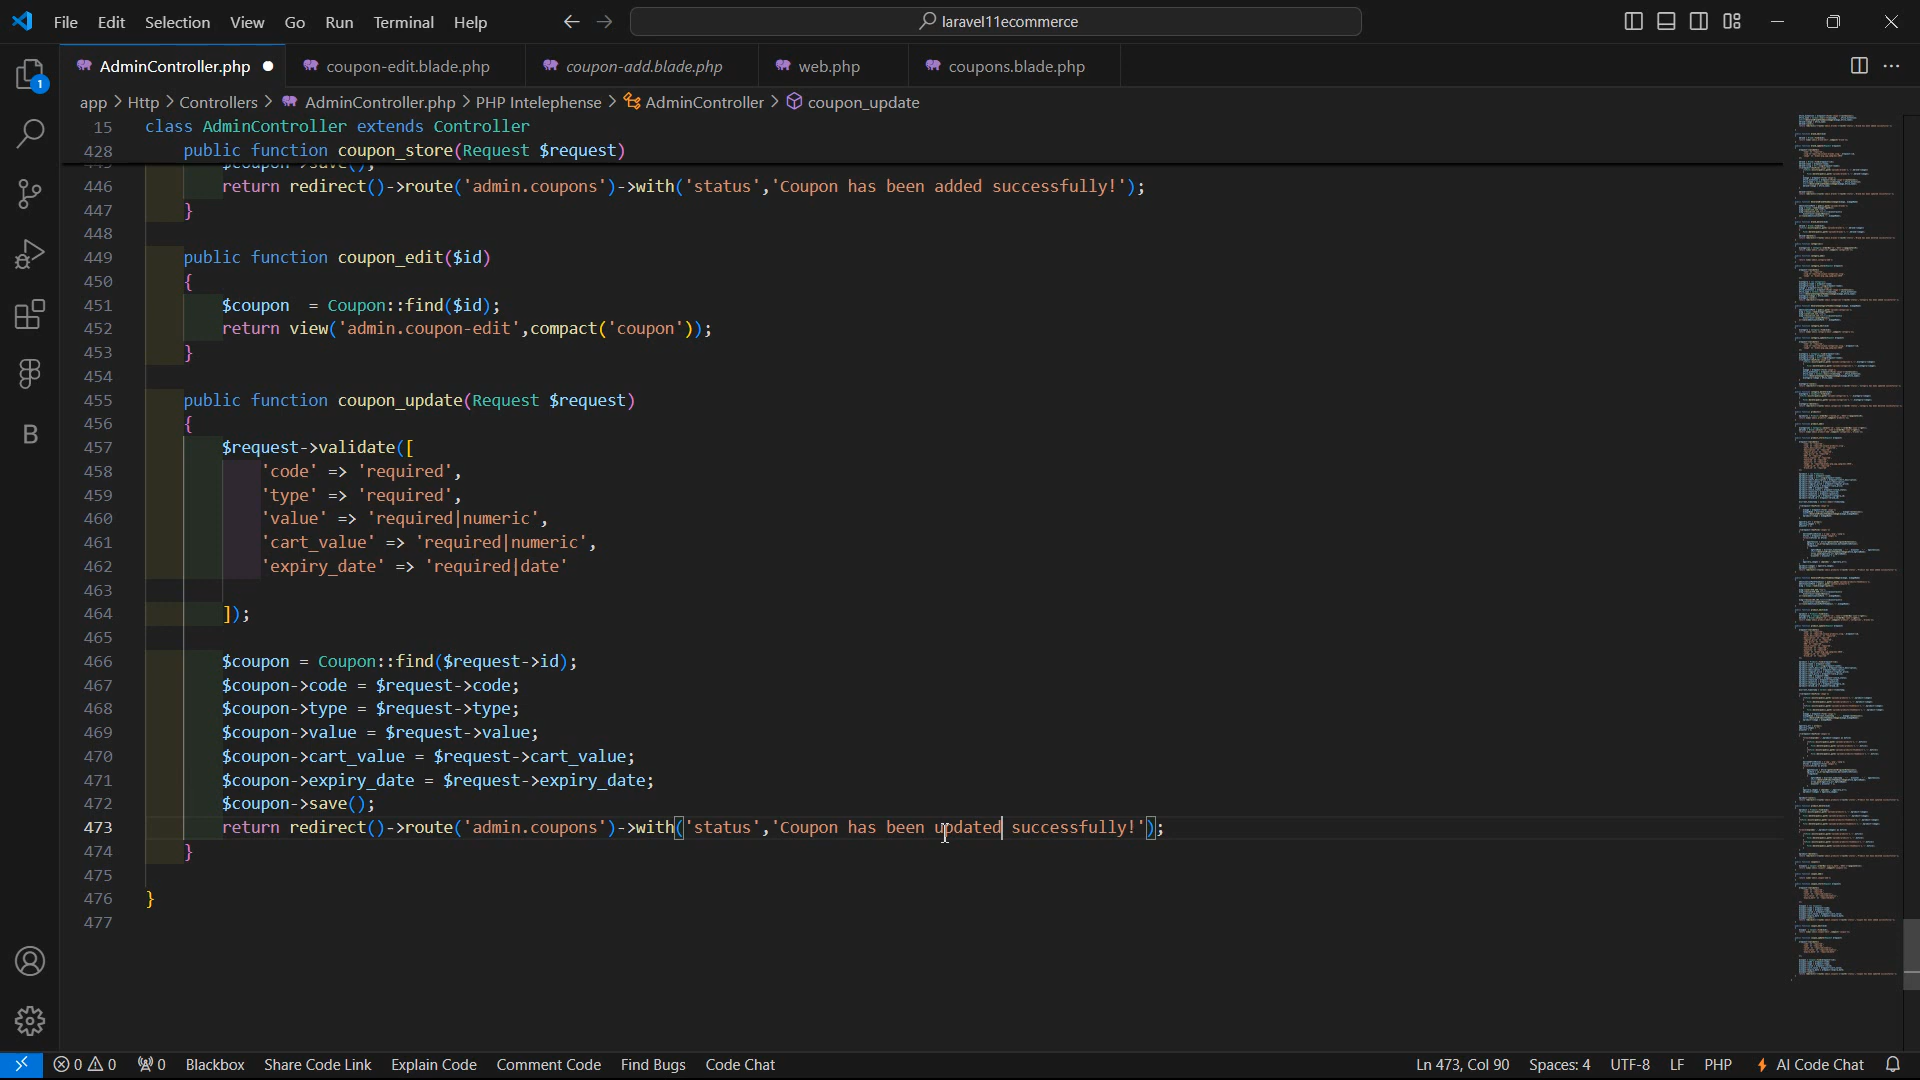 File Edit Selection View Go Run Terminal Help
laravel11ecommerce
AdminController.php coupon-edit.blade.php coupon-add.blade.php web.php coupons.blade.php
1
app > Http > Controllers > AdminController.php > PHP Intelephense > AdminController > coupon_update
15 class AdminController extends Controller
428 public function coupon_store(Request $request)
446 return redirect()->route('admin.coupons')->with('status','Coupon has been added successfully!');
447 }
448
449 public function coupon_edit($id)
450 {
451 $coupon = Coupon::find($id);
452 return view('admin.coupon-edit',compact('coupon'));
453 }
454
455 public function coupon_update(Request $request)
456 {
457 $request->validate([
458 'code' => 'required',
459 'type' => 'required',
460 'value' => 'required|numeric',
461 'cart_value' => 'required|numeric',
462 'expiry_date' => 'required|date'
463
464 ]);
465
466 $coupon = Coupon::find($request->id);
467 $coupon->code = $request->code;
468 $coupon->type = $request->type;
469 $coupon->value = $request->value;
470 $coupon->cart_value = $request->cart_value;
471 $coupon->expiry_date = $request->expiry_date;
472 $coupon->save();
473 return redirect()->route('admin.coupons')->with('status','Coupon has been updated successfully!');
474 }
475
476 }
477
0 0 0 Blackbox Share Code Link Explain Code Comment Code Find Bugs Code Chat Ln 473, Col 90 Spaces: 4 UTF-8 LF PHP AI Code Chat